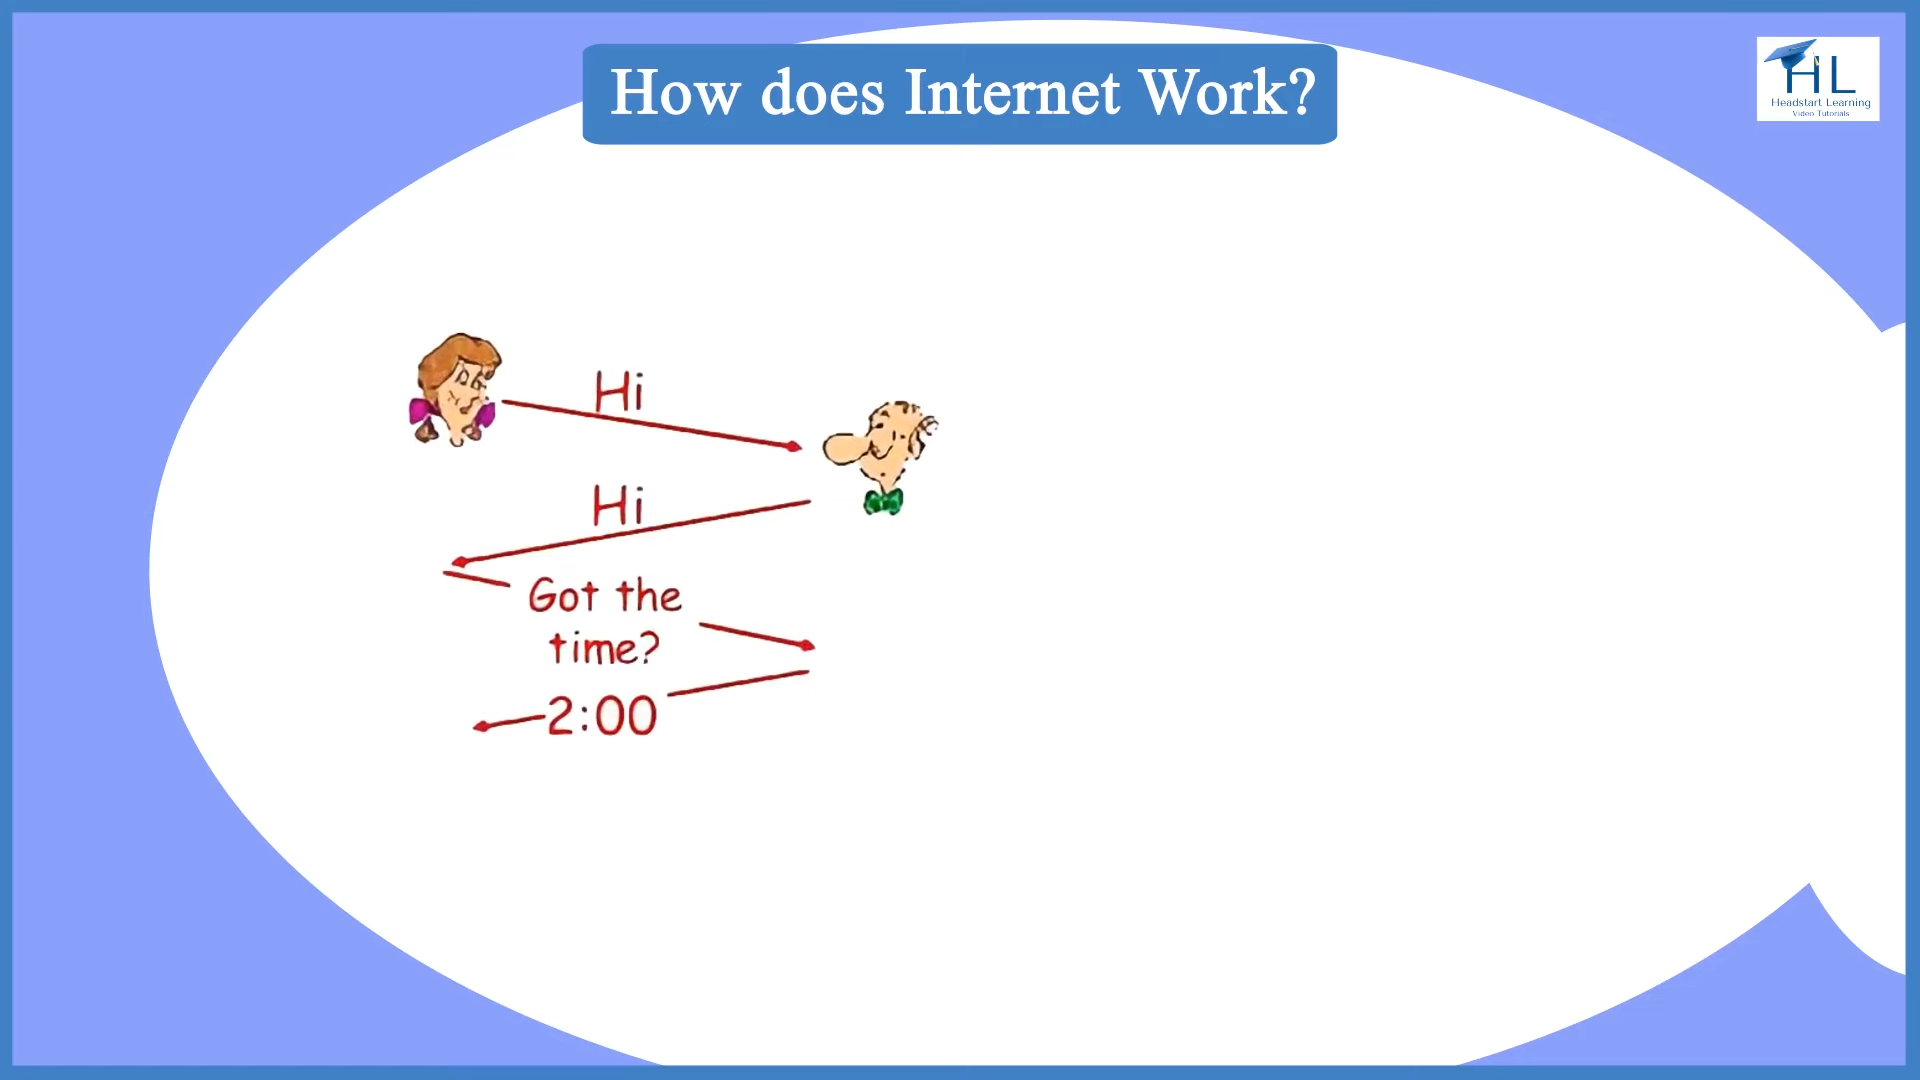 How does Internet Work?
HL
Headstart Learning
Video Tutorials
Hi
Hi
Got the
time?
2:00